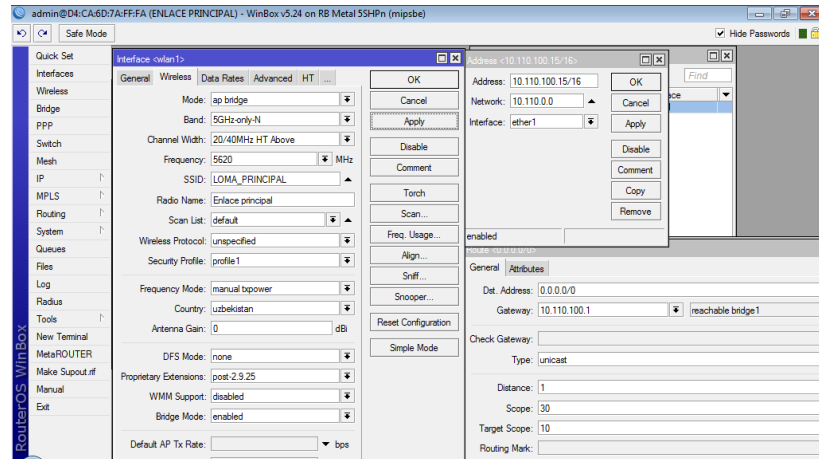 admin@D4:CA:6D:7A:FF:FA (ENLACE PRINCIPAL) - WinBox v5.24 on RB Metal 5SHPn (mipsbe)
Safe Mode
Hide Passwords
Quick Set
Interfaces
Wireless
Bridge
PPP
Switch
Mesh
IP
MPLS
Routing
System
Queues
Files
Log
Radius
Tools
New Terminal
MetaROUTER
Make Supout.rif
Manual
Exit
RouterOS WinBox
Interface <wlan1>
General Wireless Data Rates Advanced HT ...
Mode: ap bridge
Band: 5GHz-only-N
Channel Width: 20/40MHz HT Above
Frequency: 5620 MHz
SSID: LOMA_PRINCIPAL
Radio Name: Enlace principal
Scan List: default
Wireless Protocol: unspecified
Security Profile: profile1
Frequency Mode: manual txpower
Country: uzbekistan
Antenna Gain: 0 dBi
DFS Mode: none
Proprietary Extensions: post-2.9.25
WMM Support: disabled
Bridge Mode: enabled
Default AP Tx Rate: bps
OK
Cancel
Apply
Disable
Comment
Torch
Scan...
Freq. Usage...
Align...
Sniff...
Snooper...
Reset Configuration
Simple Mode
Address <10.110.100.15/16>
Address: 10.110.100.15/16
Network: 10.110.0.0
Interface: ether1
OK
Cancel
Apply
Disable
Comment
Copy
Remove
enabled
Find
Route <0.0.0.0/0>
General Attributes
Dst. Address: 0.0.0.0/0
Gateway: 10.110.100.1 reachable bridge1
Check Gateway:
Type: unicast
Distance: 1
Scope: 30
Target Scope: 10
Routing Mark: